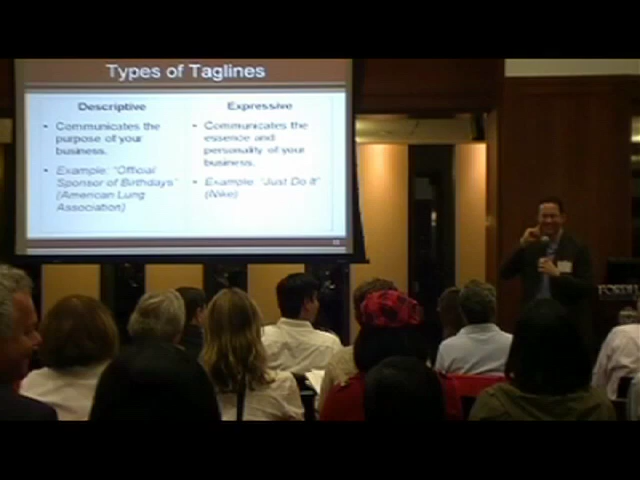 Types of Taglines
Descriptive
• Communicates the
purpose of your
business.
• Example: "Official
Sponsor of Birthdays"
(American Lung
Association)
Expressive
• Communicates the
essence and
personality of your
business.
• Example: "Just Do It"
(Nike)